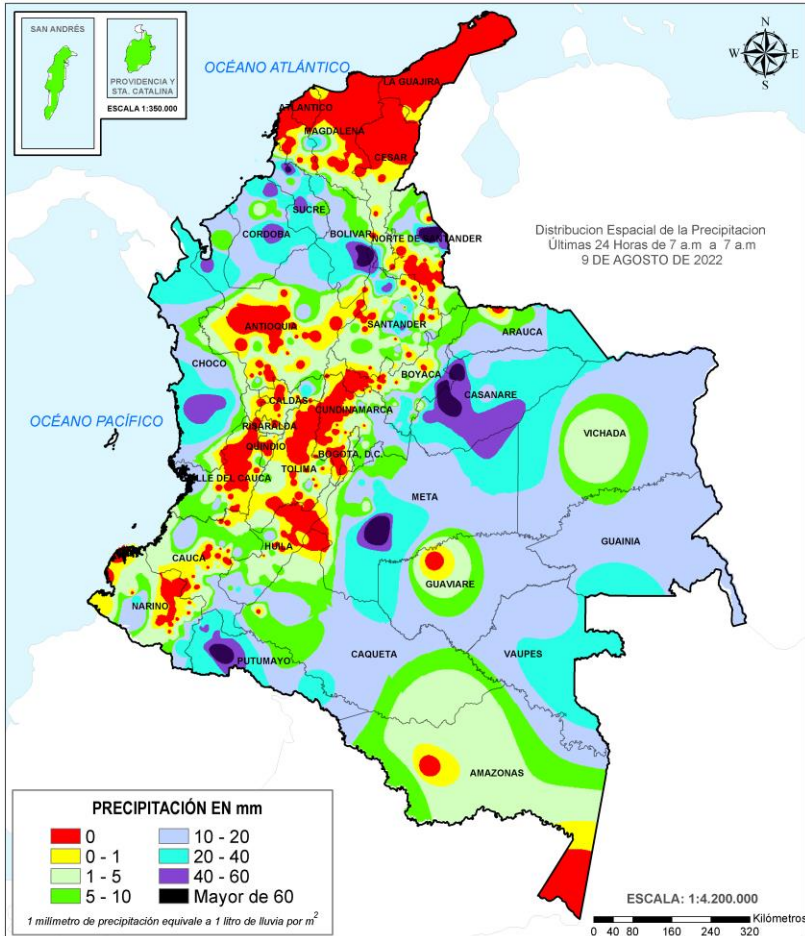 SAN ANDRÉS
PROVIDENCIA Y
STA. CATALINA
ESCALA 1:350.000
OCÉANO ATLÁNTICO
N
W
E
S
LA GUAJIRA
ATLANTICO
MAGDALENA
CESAR
SUCRE
CORDOBA
BOLIVAR
NORTE DE SANTANDER
Distribucion Espacial de la Precipitacion
Últimas 24 Horas de 7 a.m a 7 a.m
9 DE AGOSTO DE 2022
ANTIOQUIA
SANTANDER
ARAUCA
CHOCO
BOYACA
CASANARE
OCÉANO PACÍFICO
CALDAS
CUNDINAMARCA
RISARALDA
VICHADA
QUINDIO
BOGOTA, D.C.
TOLIMA
VALLE DEL CAUCA
META
GUAINIA
CAUCA
HUILA
GUAVIARE
NARINO
PUTUMAYO
CAQUETA
VAUPES
AMAZONAS
PRECIPITACIÓN EN mm
0
0 - 1
1 - 5
5 - 10
10 - 20
20 - 40
40 - 60
Mayor de 60
1 milímetro de precipitación equivale a 1 litro de lluvia por m2
ESCALA: 1:4.200.000
Kilómetros
0 40 80 160 240 320